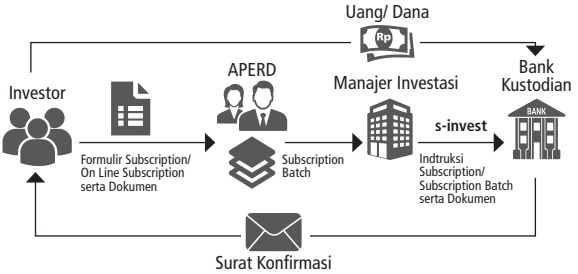 Uang/ Dana
Rp
Investor
APERD
Manajer Investasi
Bank
Kustodian
BANK
s-invest
Formulir Subscription/
On Line Subscription
serta Dokumen
Subscription
Batch
Indtruksi
Subscription/
Subscription Batch
serta Dokumen
Surat Konfirmasi